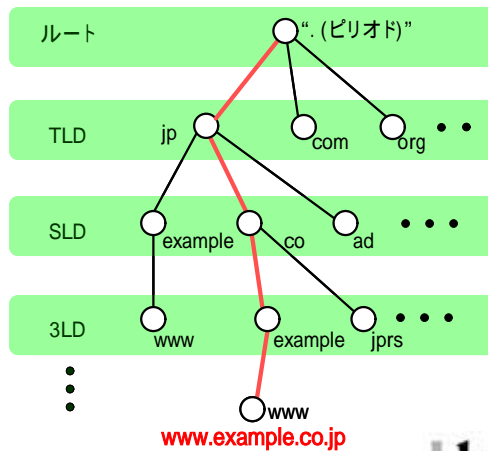 ルート
“. (ピリオド)”
TLD
jp
com
org
SLD
example
co
ad
3LD
www
example
jprs
www
www.example.co.jp